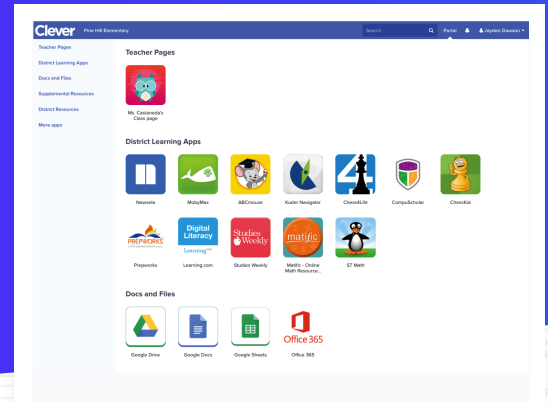 Clever Pine Hill Elementary Search Portal Jayden Dawson
Teacher Pages
District Learning Apps
Docs and Files
Supplemental Resources
District Resources
More apps
Teacher Pages
Ms. Castaneda's
Class page
District Learning Apps
Newsela MobyMax ABCmouse Kuder Navigator Chess4Life CompuScholar ChessKid
4
PREPWORKS
Digital
Literacy
Learning.com
Studies
Weekly
matific
Prepworks Learning.com Studies Weekly Matific - Online
Math Resource... ST Math
Docs and Files
Office 365
Google Drive Google Docs Google Sheets Office 365